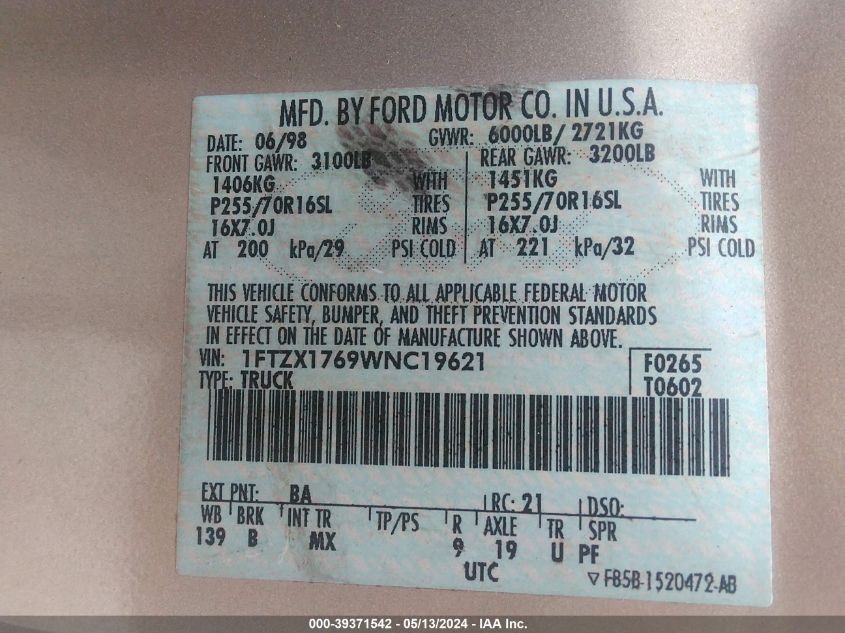 MFD. BY FORD MOTOR CO. IN U.S.A.
DATE: 06/98 GVWR: 6000LB/ 2721KG
FRONT GAWR: 3100LB REAR GAWR: 3200LB
1406KG WITH 1451KG WITH
P255/70R16SL TIRES P255/70R16SL TIRES
16X7.0J RIMS 16X7.0J RIMS
AT 200 kPa/29 PSI COLD AT 221 kPa/32 PSI COLD
THIS VEHICLE CONFORMS TO ALL APPLICABLE FEDERAL MOTOR
VEHICLE SAFETY, BUMPER, AND THEFT PREVENTION STANDARDS
IN EFFECT ON THE DATE OF MANUFACTURE SHOWN ABOVE.
VIN: 1FTZX1769WNC19621 F0265
TYPE: TRUCK T0602
EXT PNT: BA RC: 21 DSO:
WB BRK INT TR TP/PS R AXLE TR SPR
139 B MX 9 19 U PF
UTC ▽ FB5B-1520472-AB
000-39371542 - 05/13/2024 - IAA Inc.